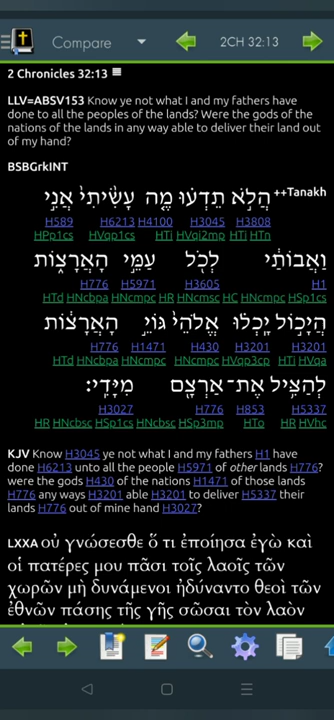 Compare 2CH 32:13
2 Chronicles 32:13
LLV=ABSV153 Know ye not what I and my fathers have
done to all the peoples of the lands? Were the gods of the
nations of the lands in any way able to deliver their land out
of my hand?
BSBGrkINT
++Tanakh הֲלֹ֣א תֵדְע֗וּ מֶ֤ה עָשִׂ֙יתִי֙ אֲנִ֣י
H589 H6213 H4100 H3045 H3808
HPp1cs HVqp1cs HTi HVqi2mp HTi HTn
וַאֲבוֹתַ֔י לְכֹ֖ל עַמֵּ֣י הָאֲרָצ֑וֹת
H776 H5971 H3605 H1
HTd HNcbpa HNcmpc HR HNcmsc HC HNcmpc HSp1cs
הֲיָכ֣וֹל יָֽכְל֗וּ אֱלֹהֵי֙ גּוֹיֵ֣ הָאֲרָצ֔וֹת
H776 H1471 H430 H3201 H3201
HTd HNcbpa HNcmpc HNcmpc HVqp3cp HTi HVqa
לְהַצִּ֥יל אֶת־אַרְצָ֖ם מִיָּדִֽי׃
H3027 H776 H853 H5337
HR HNcbsc HSp1cs HNcbsc HSp3mp HTo HR HVhc
KJV Know H3045 ye not what I and my fathers H1 have
done H6213 unto all the people H5971 of other lands H776?
were the gods H430 of the nations H1471 of those lands
H776 any ways H3201 able H3201 to deliver H5337 their
lands H776 out of mine hand H3027?
LXXA οὐ γνώσεσθε ὅ τι ἐποίησα ἐγὼ καὶ
οἱ πατέρες μου πᾶσι τοῖς λαοῖς τῶν
χωρῶν μὴ δυνάμενοι ἠδύναντο θεοὶ τῶν
ἐθνῶν πάσης τῆς γῆς σῶσαι τὸν λαὸν